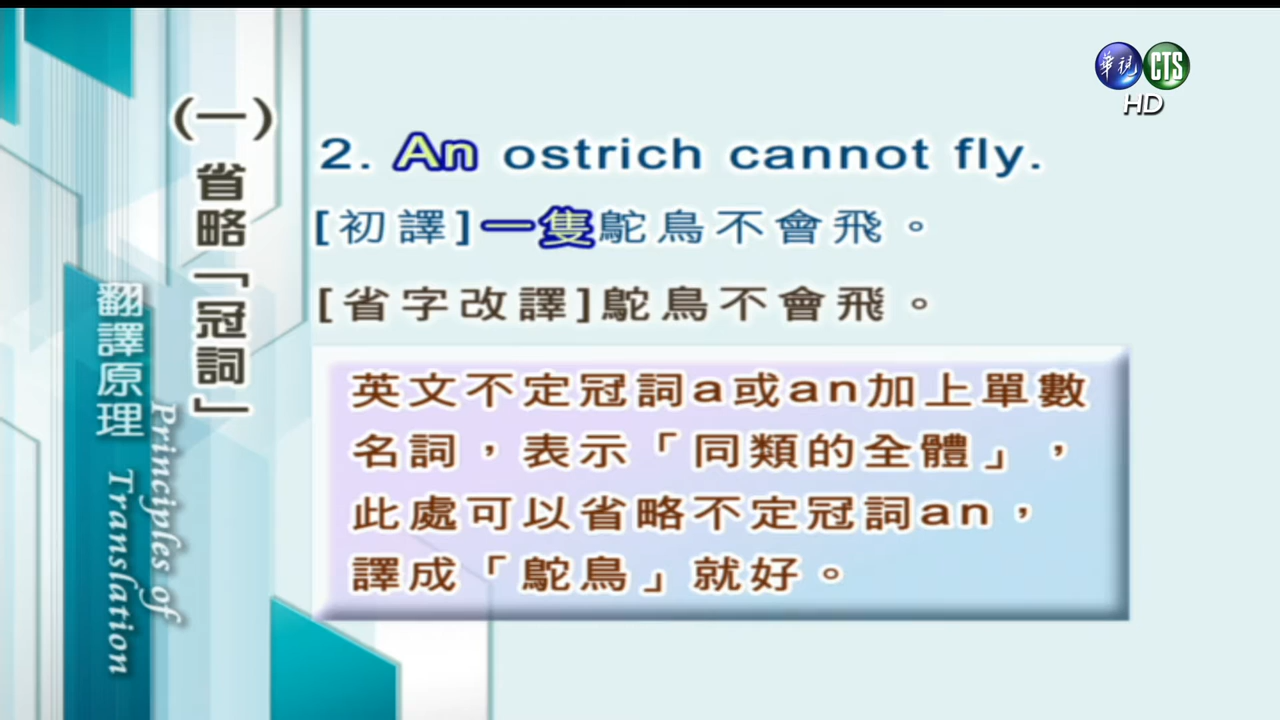 華視 CTS
HD
(一)省略「冠詞」
翻譯原理
Principles of
Translation
2. An ostrich cannot fly.
[初譯]一隻鴕鳥不會飛。
[省字改譯]鴕鳥不會飛。
英文不定冠詞a或an加上單數
名詞，表示「同類的全體」，
此處可以省略不定冠詞an，
譯成「鴕鳥」就好。